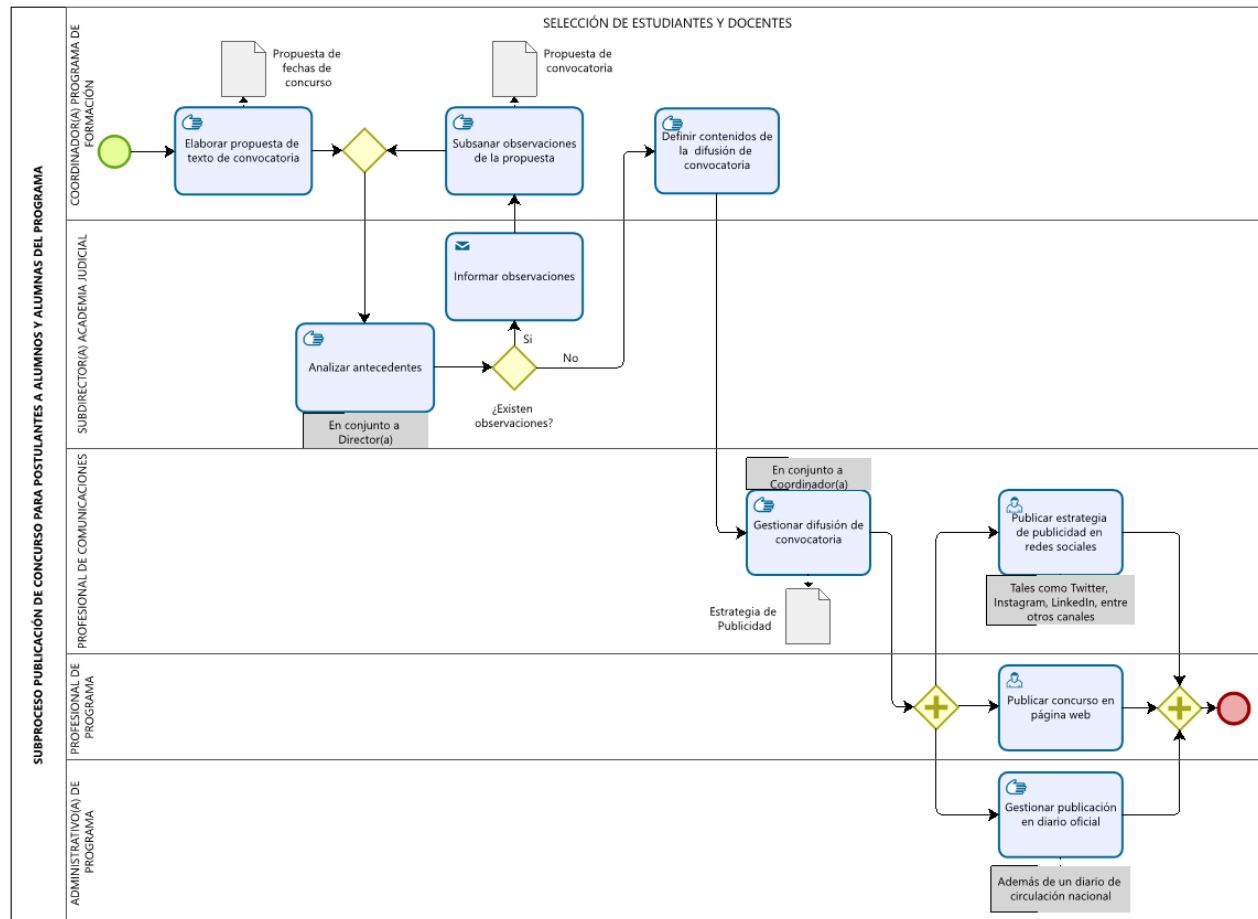 SUBPROCESO PUBLICACIÓN DE CONCURSO PARA POSTULANTES A ALUMNOS Y ALUMNAS DEL PROGRAMA
SELECCIÓN DE ESTUDIANTES Y DOCENTES
COORDINADOR(A) PROGRAMA DE
FORMACIÓN
Propuesta de
fechas de
concurso
Propuesta de
convocatoria
Elaborar propuesta de
texto de convocatoria
Subsanar observaciones
de la propuesta
Definir contenidos de
la difusión de
convocatoria
SUBDIRECTOR(A) ACADEMIA JUDICIAL
Informar observaciones
Si
No
Analizar antecedentes
¿Existen
observaciones?
En conjunto a
Director(a)
PROFESIONAL DE COMUNICACIONES
En conjunto a
Coordinador(a)
Gestionar difusión de
convocatoria
Estrategia de
Publicidad
Publicar estrategia
de publicidad en
redes sociales
Tales como Twitter,
Instagram, LinkedIn, entre
otros canales
PROFESIONAL DE
PROGRAMA
Publicar concurso en
página web
ADMINISTRATIVO(A) DE
PROGRAMA
Gestionar publicación
en diario oficial
Además de un diario de
circulación nacional